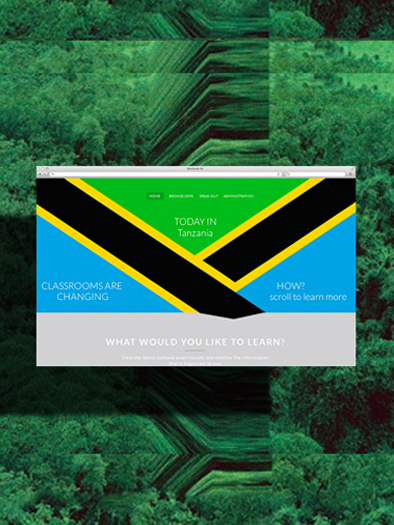 HOME BROWSE DATA SPEAK OUT ADMINISTRATION
TODAY IN
Tanzania
CLASSROOMS ARE
CHANGING
HOW?
scroll to learn more
WHAT WOULD YOU LIKE TO LEARN?